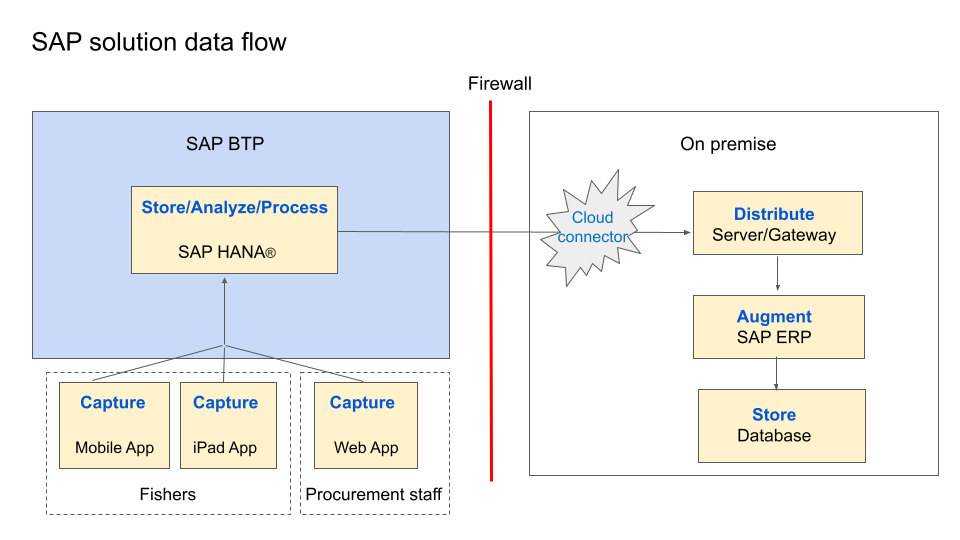 SAP solution data flow
Firewall
SAP BTP
Store/Analyze/Process
SAP HANA®
Capture
Mobile App
Capture
iPad App
Fishers
Capture
Web App
Procurement staff
Cloud
connector
On premise
Distribute
Server/Gateway
Augment
SAP ERP
Store
Database